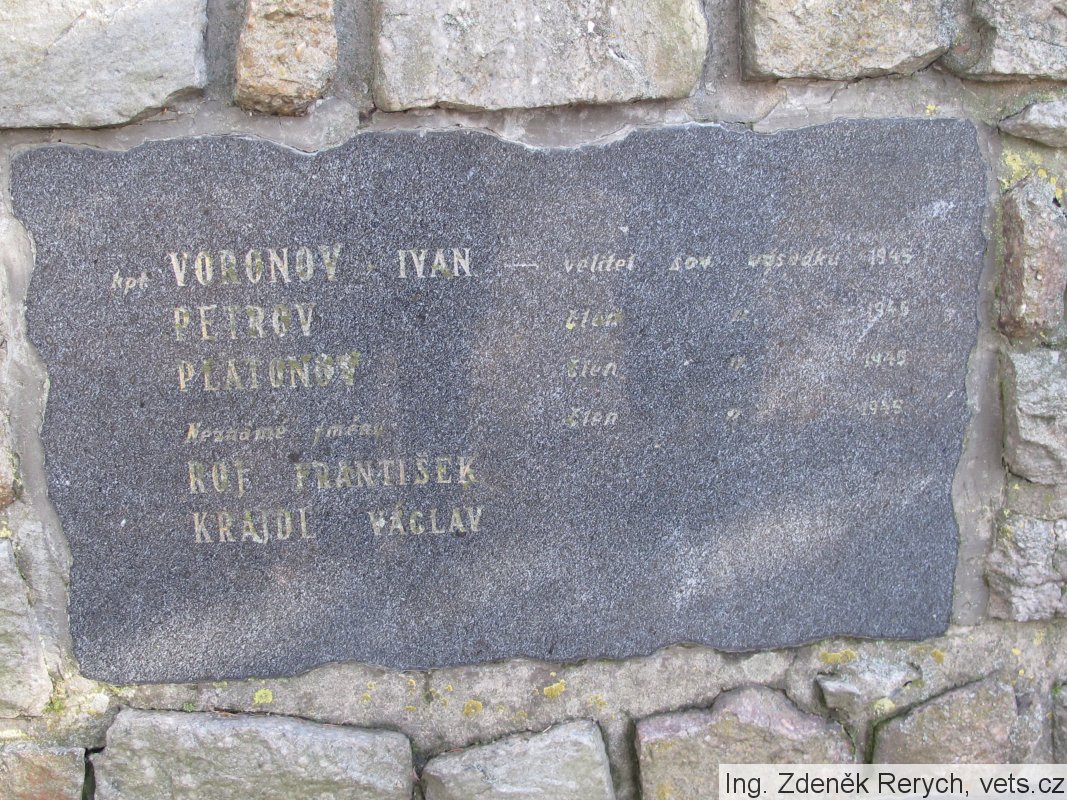 kpt. VORONOV IVAN — velitel sov. výsadku 1945
PETROV člen " 1945
PLATONOV člen " 1945
Neznámé jméno člen " 1945
ROJ FRANTIŠEK
KRAJDL VÁCLAV
Ing. Zdeněk Rerych, vets.cz